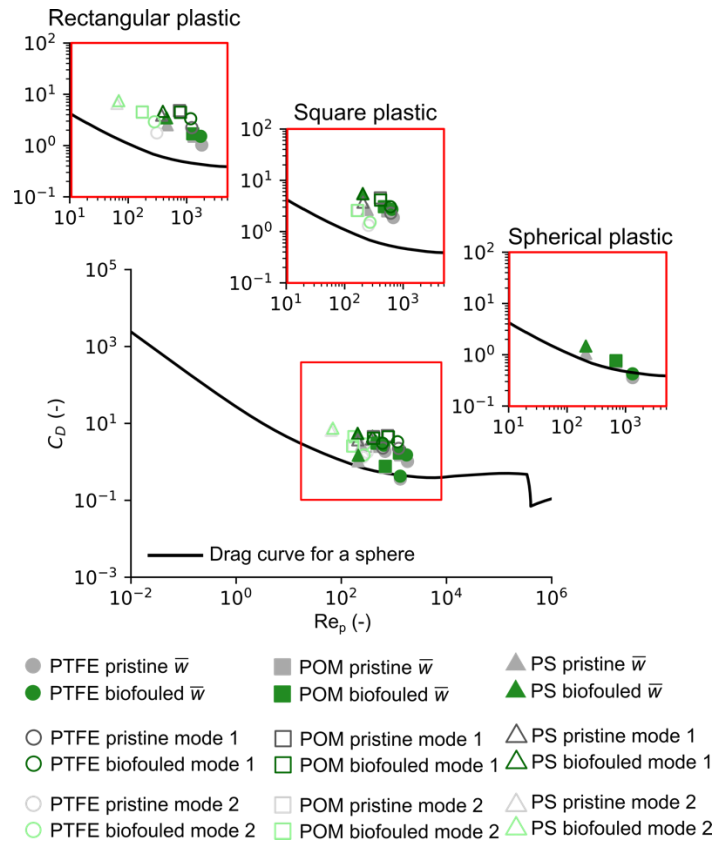 Rectangular plastic
10²
10¹
10⁰
10⁻¹
10¹ 10² 10³
Square plastic
10²
10¹
10⁰
10⁻¹
10¹ 10² 10³
Spherical plastic
10²
10¹
10⁰
10⁻¹
10¹ 10² 10³
10⁵
10³
10¹
10⁻¹
10⁻³
C_D (-)
Drag curve for a sphere
10⁻² 10⁰ 10² 10⁴ 10⁶
Re_p (-)
PTFE pristine w̅ POM pristine w̅ PS pristine w̅
PTFE biofouled w̅ POM biofouled w̅ PS biofouled w̅
PTFE pristine mode 1 POM pristine mode 1 PS pristine mode 1
PTFE biofouled mode 1 POM biofouled mode 1 PS biofouled mode 1
PTFE pristine mode 2 POM pristine mode 2 PS pristine mode 2
PTFE biofouled mode 2 POM biofouled mode 2 PS biofouled mode 2